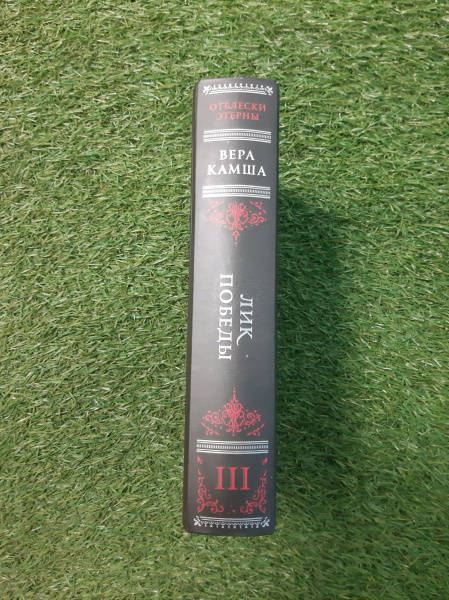 ОТБЛЕСКИ
ЭТЕРНЫ
ВЕРА
КАМША
ЛИК
ПОБЕДЫ
III